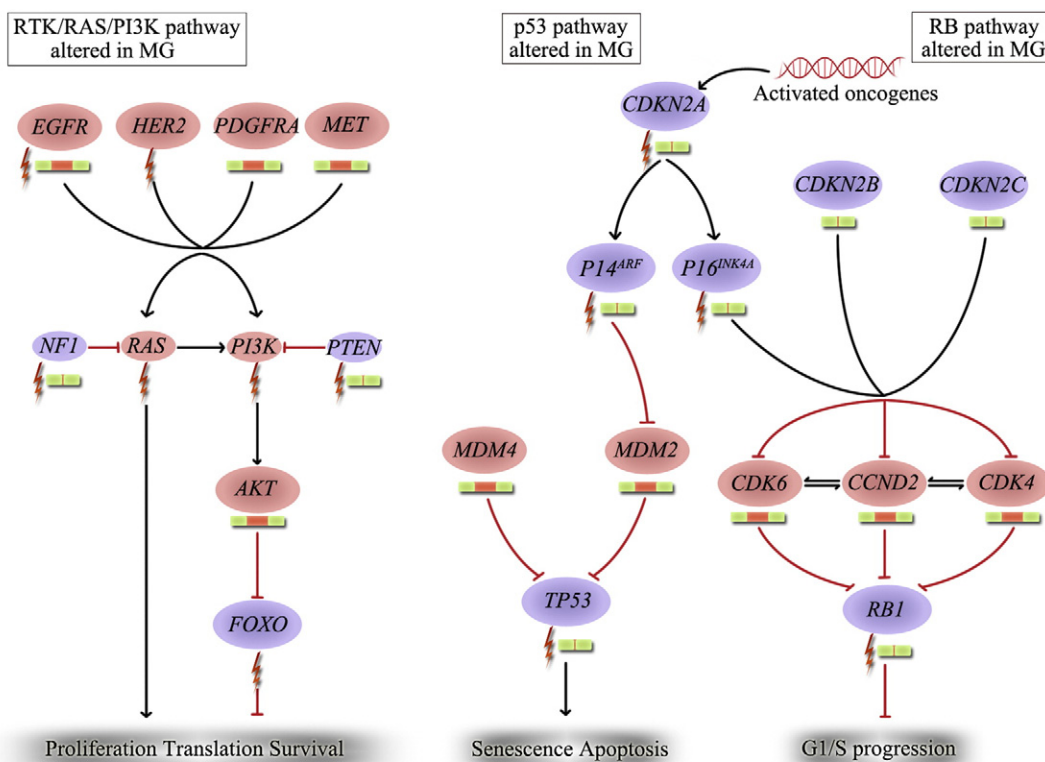 RTK/RAS/PI3K pathway
altered in MG
p53 pathway
altered in MG
RB pathway
altered in MG
Activated oncogenes
CDKN2A
EGFR
HER2
PDGFRA
MET
CDKN2B
CDKN2C
P14ARF
P16INK4A
NF1
RAS
PI3K
PTEN
MDM4
MDM2
CDK6
CCND2
CDK4
AKT
TP53
RB1
FOXO
Proliferation Translation Survival
Senescence Apoptosis
G1/S progression